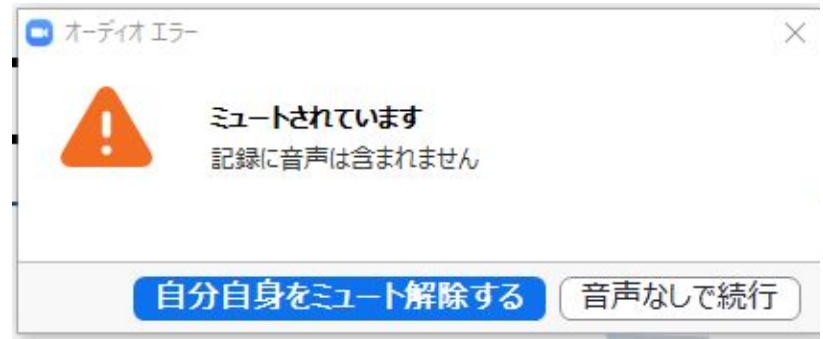 オーディオ エラー
ミュートされています
記録に音声は含まれません
自分自身をミュート解除する
音声なしで続行